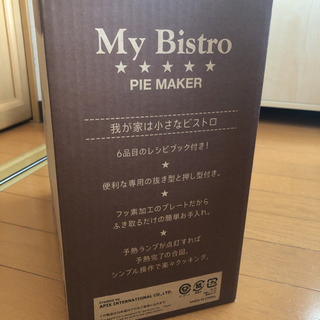 My Bistro
★★★★★
PIE MAKER
我が家は小さなビストロ
6品目のレシピブック付き!
★
便利な専用の抜き型と押し型付き。
★
フッ素加工のプレートだから
ふき取るだけの簡単お手入れ。
★
予熱ランプが点灯すれば
予熱完了の合図。
シンプル操作で楽々クッキング。
APIX INTERNATIONAL CO.,LTD.